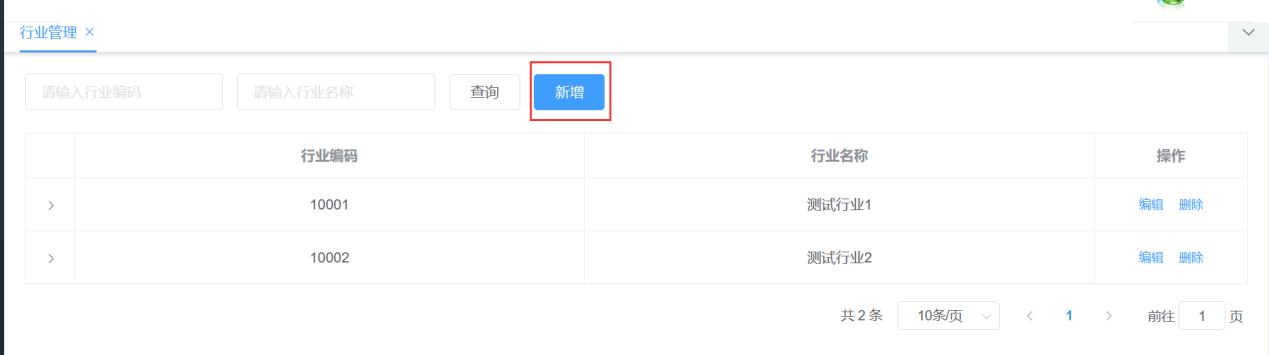 行业管理 ×
请输入行业编码 请输入行业名称 查询 新增
行业编码 行业名称 操作
10001 测试行业1 编辑 删除
10002 测试行业2 编辑 删除
共 2 条 10条/页 1 前往 1 页